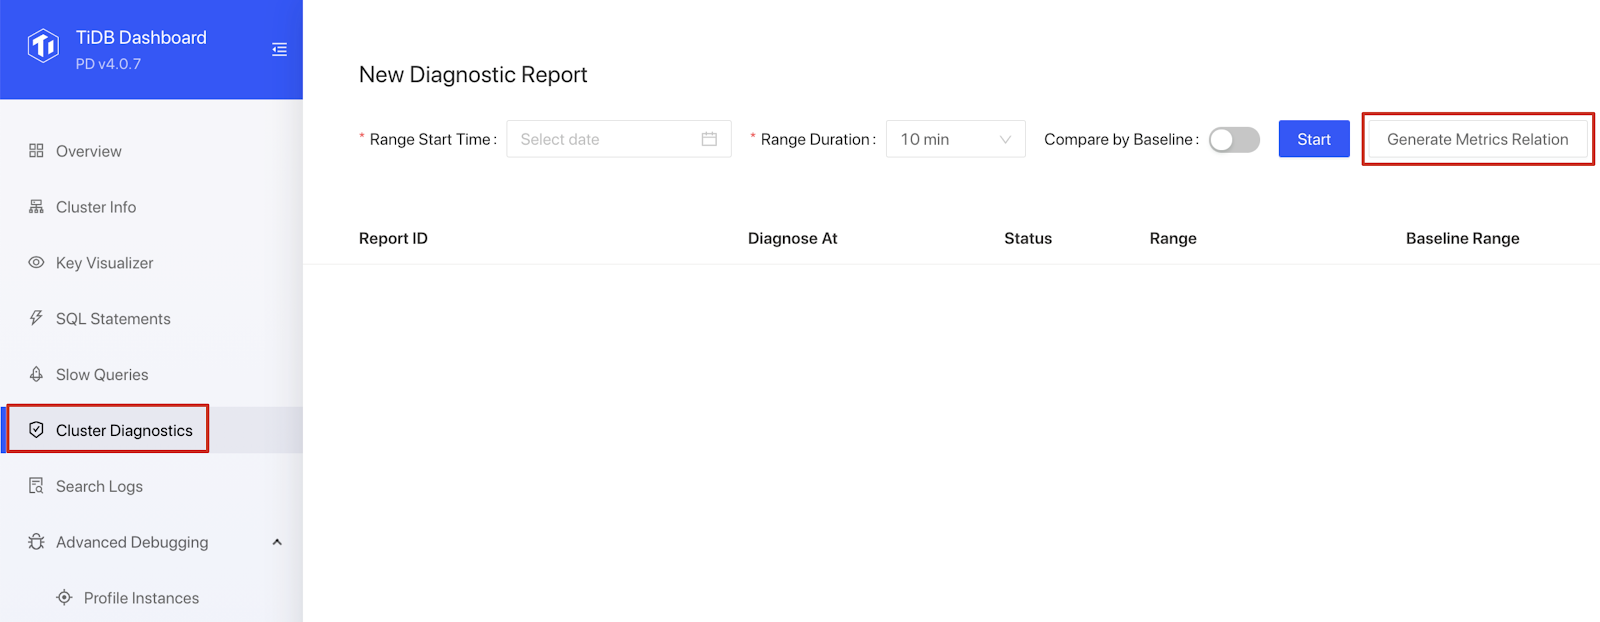 TiDB Dashboard
PD v4.0.7
Overview
Cluster Info
Key Visualizer
SQL Statements
Slow Queries
Cluster Diagnostics
Search Logs
Advanced Debugging
Profile Instances
New Diagnostic Report
* Range Start Time : Select date * Range Duration : 10 min Compare by Baseline : Start Generate Metrics Relation
Report ID Diagnose At Status Range Baseline Range